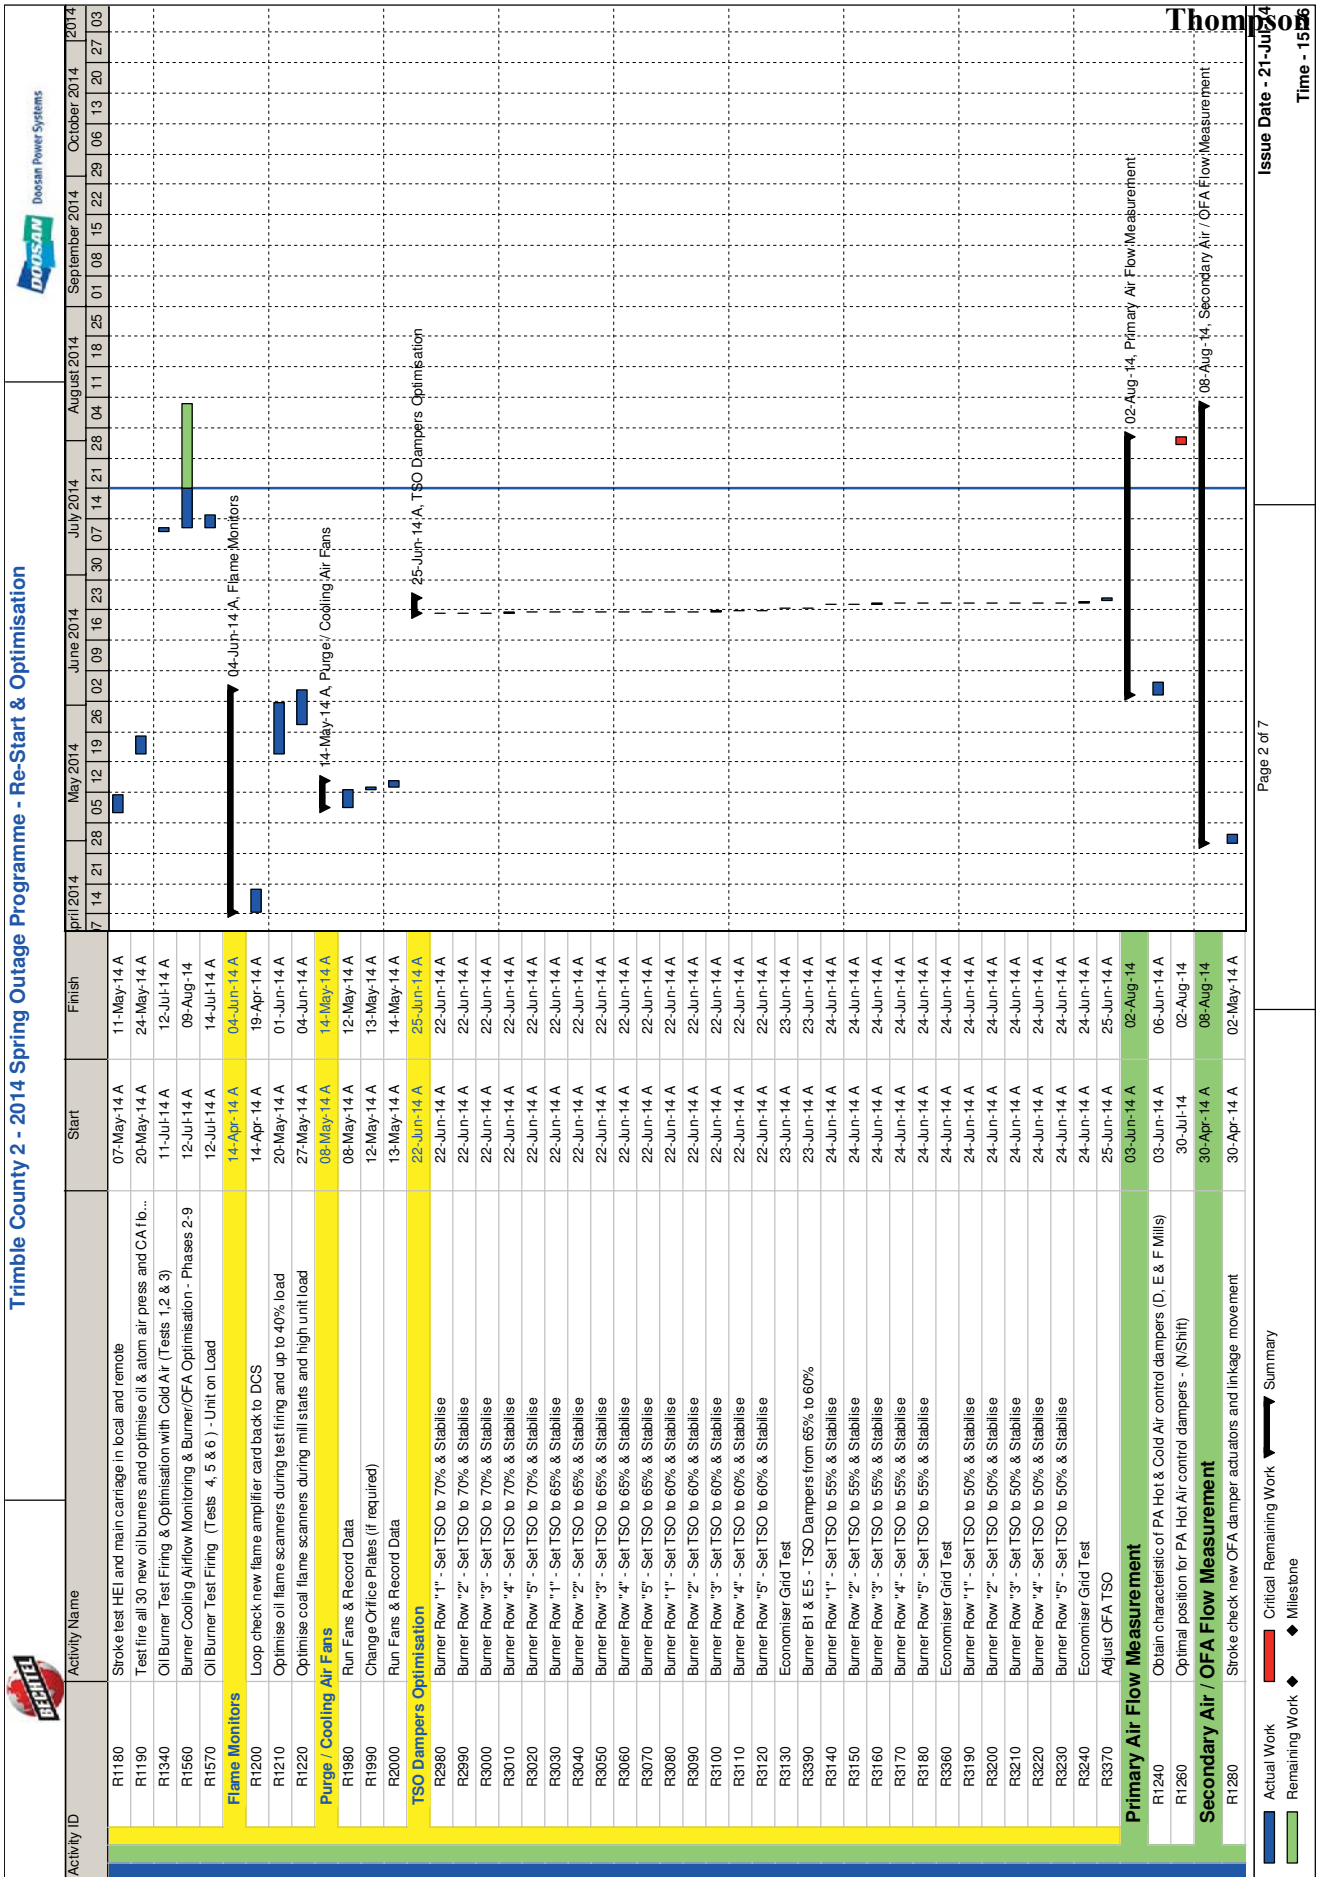 Thompson
BECHTEL
Trimble County 2 - 2014 Spring Outage Programme - Re-Start & Optimisation
DOOSAN Doosan Power Systems
Activity ID Activity Name Start Finish
pril 2014 May 2014 June 2014 July 2014 August 2014 September 2014 October 2014 2014
7 14 21 28 05 12 19 26 02 09 16 23 30 07 14 21 28 04 11 18 25 01 08 15 22 29 06 13 20 27 03
R1180 Stroke test HEI and main carriage in local and remote 07-May-14 A 11-May-14 A
R1190 Test fire all 30 new oil burners and optimise oil & atom air press and CA flo... 20-May-14 A 24-May-14 A
R1340 Oil Burner Test Firing & Optimisation with Cold Air (Tests 1,2 & 3) 11-Jul-14 A 12-Jul-14 A
R1560 Burner Cooling Airflow Monitoring & Burner/OFA Optimisation - Phases 2-9 12-Jul-14 A 09-Aug-14
R1570 Oil Burner Test Firing (Tests 4, 5 & 6 ) - Unit on Load 12-Jul-14 A 14-Jul-14 A
Flame Monitors 14-Apr-14 A 04-Jun-14 A 04-Jun-14 A, Flame Monitors
R1200 Loop check new flame amplifier card back to DCS 14-Apr-14 A 19-Apr-14 A
R1210 Optimise oil flame scanners during test firing and up to 40% load 20-May-14 A 01-Jun-14 A
R1220 Optimise coal flame scanners during mill starts and high unit load 27-May-14 A 04-Jun-14 A
Purge / Cooling Air Fans 08-May-14 A 14-May-14 A 14-May-14 A, Purge / Cooling Air Fans
R1980 Run Fans & Record Data 08-May-14 A 12-May-14 A
R1990 Change Orifice Plates (if required) 12-May-14 A 13-May-14 A
R2000 Run Fans & Record Data 13-May-14 A 14-May-14 A
TSO Dampers Optimisation 22-Jun-14 A 25-Jun-14 A 25-Jun-14 A, TSO Dampers Optimisation
R2980 Burner Row "1" - Set TSO to 70% & Stabilise 22-Jun-14 A 22-Jun-14 A
R2990 Burner Row "2" - Set TSO to 70% & Stabilise 22-Jun-14 A 22-Jun-14 A
R3000 Burner Row "3" - Set TSO to 70% & Stabilise 22-Jun-14 A 22-Jun-14 A
R3010 Burner Row "4" - Set TSO to 70% & Stabilise 22-Jun-14 A 22-Jun-14 A
R3020 Burner Row "5" - Set TSO to 70% & Stabilise 22-Jun-14 A 22-Jun-14 A
R3030 Burner Row "1" - Set TSO to 65% & Stabilise 22-Jun-14 A 22-Jun-14 A
R3040 Burner Row "2" - Set TSO to 65% & Stabilise 22-Jun-14 A 22-Jun-14 A
R3050 Burner Row "3" - Set TSO to 65% & Stabilise 22-Jun-14 A 22-Jun-14 A
R3060 Burner Row "4" - Set TSO to 65% & Stabilise 22-Jun-14 A 22-Jun-14 A
R3070 Burner Row "5" - Set TSO to 65% & Stabilise 22-Jun-14 A 22-Jun-14 A
R3080 Burner Row "1" - Set TSO to 60% & Stabilise 22-Jun-14 A 22-Jun-14 A
R3090 Burner Row "2" - Set TSO to 60% & Stabilise 22-Jun-14 A 22-Jun-14 A
R3100 Burner Row "3" - Set TSO to 60% & Stabilise 22-Jun-14 A 22-Jun-14 A
R3110 Burner Row "4" - Set TSO to 60% & Stabilise 22-Jun-14 A 22-Jun-14 A
R3120 Burner Row "5" - Set TSO to 60% & Stabilise 22-Jun-14 A 22-Jun-14 A
R3130 Economiser Grid Test 23-Jun-14 A 23-Jun-14 A
R3390 Burner B1 & E5 - TSO Dampers from 65% to 60% 23-Jun-14 A 23-Jun-14 A
R3140 Burner Row "1" - Set TSO to 55% & Stabilise 24-Jun-14 A 24-Jun-14 A
R3150 Burner Row "2" - Set TSO to 55% & Stabilise 24-Jun-14 A 24-Jun-14 A
R3160 Burner Row "3" - Set TSO to 55% & Stabilise 24-Jun-14 A 24-Jun-14 A
R3170 Burner Row "4" - Set TSO to 55% & Stabilise 24-Jun-14 A 24-Jun-14 A
R3180 Burner Row "5" - Set TSO to 55% & Stabilise 24-Jun-14 A 24-Jun-14 A
R3360 Economiser Grid Test 24-Jun-14 A 24-Jun-14 A
R3190 Burner Row "1" - Set TSO to 50% & Stabilise 24-Jun-14 A 24-Jun-14 A
R3200 Burner Row "2" - Set TSO to 50% & Stabilise 24-Jun-14 A 24-Jun-14 A
R3210 Burner Row "3" - Set TSO to 50% & Stabilise 24-Jun-14 A 24-Jun-14 A
R3220 Burner Row "4" - Set TSO to 50% & Stabilise 24-Jun-14 A 24-Jun-14 A
R3230 Burner Row "5" - Set TSO to 50% & Stabilise 24-Jun-14 A 24-Jun-14 A
R3240 Economiser Grid Test 24-Jun-14 A 24-Jun-14 A
R3370 Adjust OFA TSO 25-Jun-14 A 25-Jun-14 A
Primary Air Flow Measurement 03-Jun-14 A 02-Aug-14 02-Aug-14, Primary Air Flow Measurement
R1240 Obtain characteristic of PA Hot & Cold Air control dampers (D, E & F Mills) 03-Jun-14 A 06-Jun-14 A
R1260 Optimal position for PA Hot Air control dampers - (N/Shift) 30-Jul-14 02-Aug-14
Secondary Air / OFA Flow Measurement 30-Apr-14 A 08-Aug-14 08-Aug-14, Secondary Air / OFA Flow Measurement
R1280 Stroke check new OFA damper actuators and linkage movement 30-Apr-14 A 02-May-14 A
Actual Work Critical Remaining Work Summary
Remaining Work Milestone
Page 2 of 7
Issue Date - 21-Jul-14
Time -